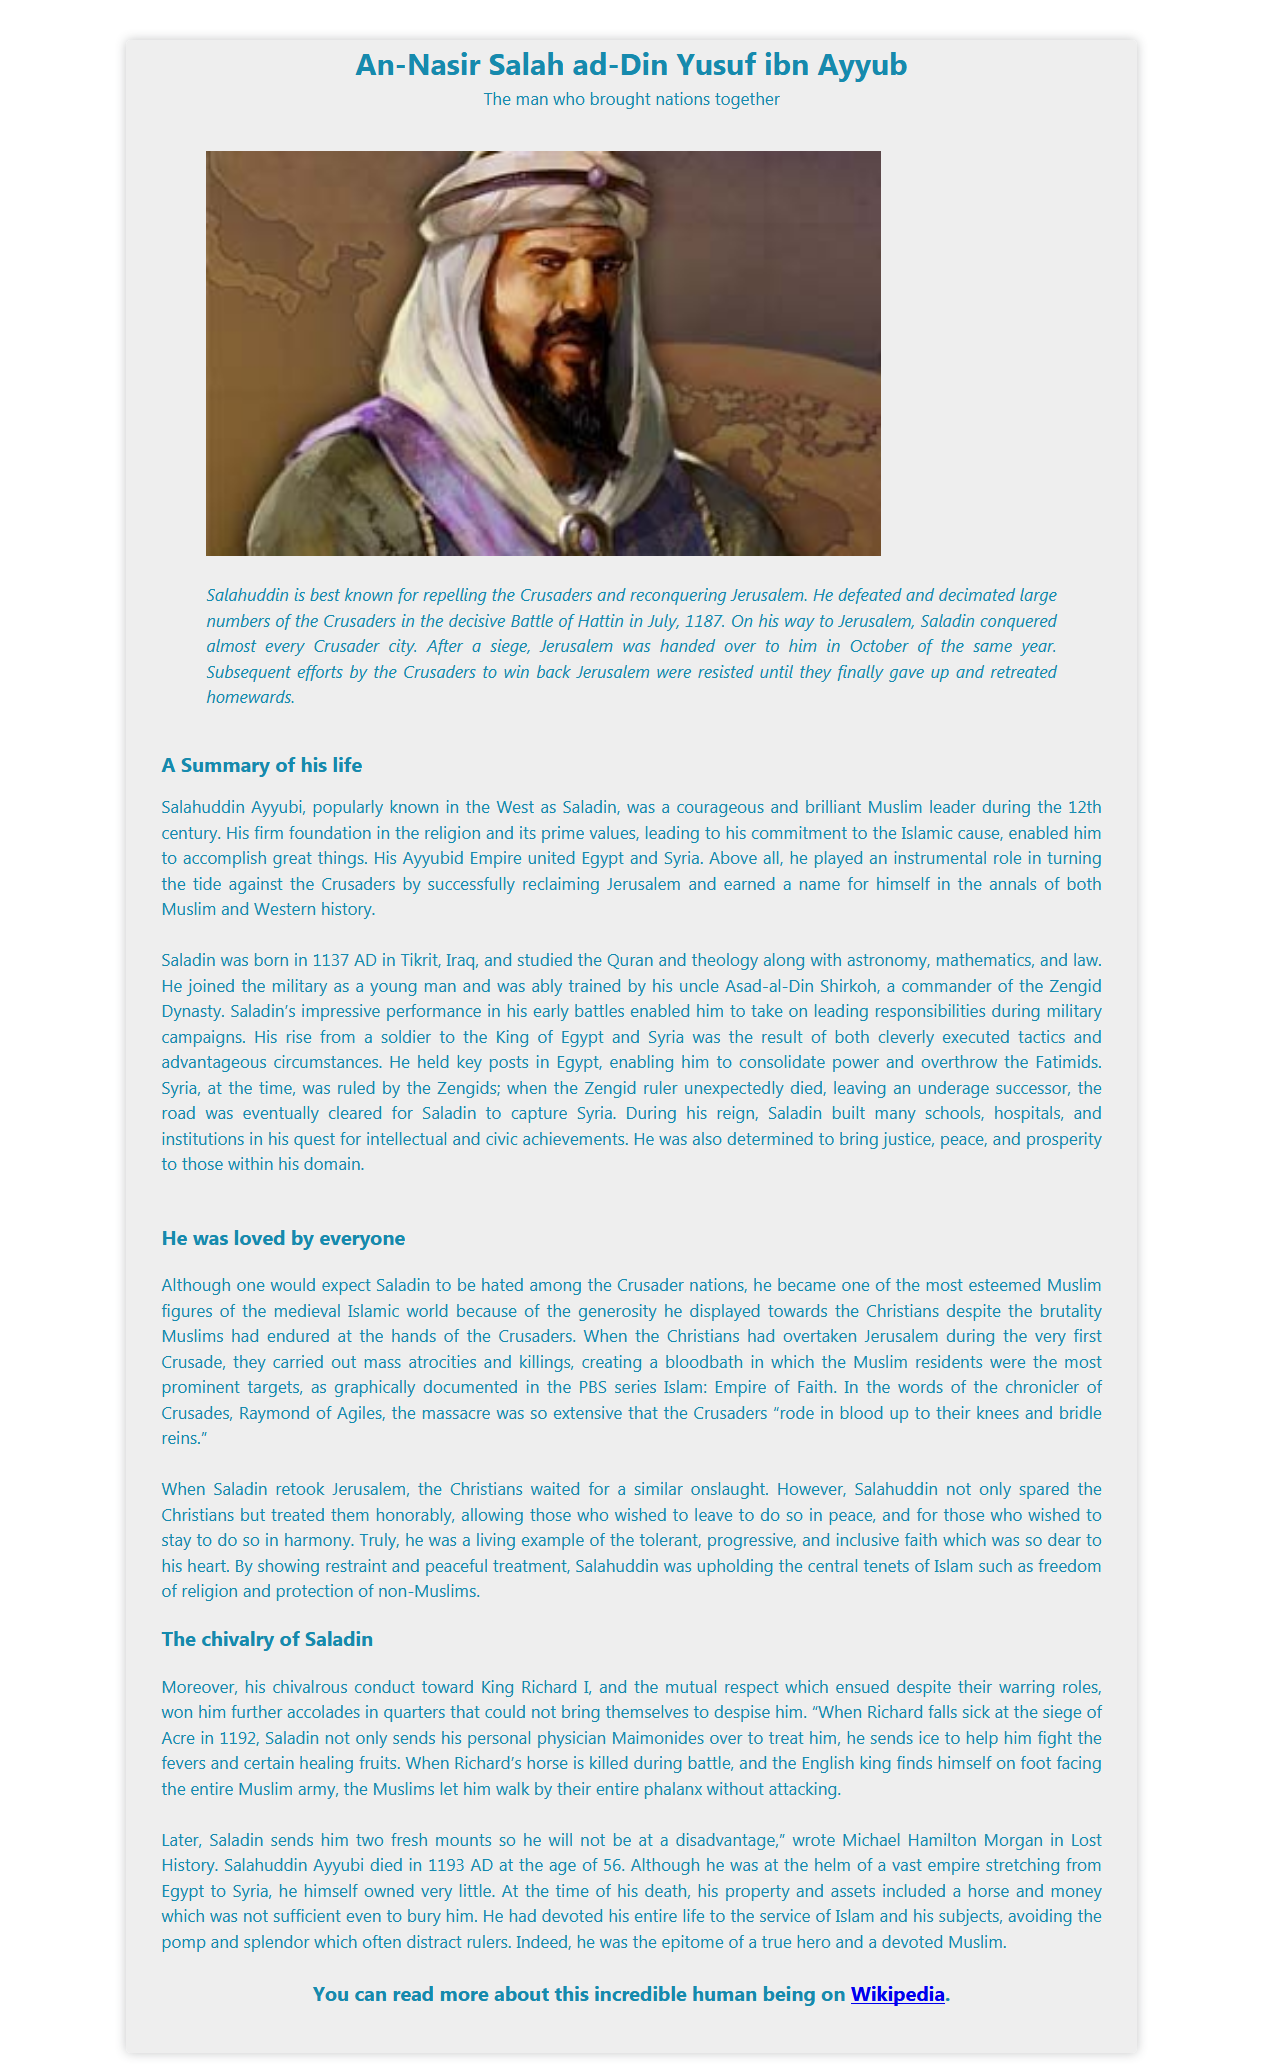 An-Nasir Salah ad-Din Yusuf ibn Ayyub
The man who brought nations together
Salahuddin is best known for repelling the Crusaders and reconquering Jerusalem. He defeated and decimated large
numbers of the Crusaders in the decisive Battle of Hattin in July, 1187. On his way to Jerusalem, Saladin conquered
almost every Crusader city. After a siege, Jerusalem was handed over to him in October of the same year.
Subsequent efforts by the Crusaders to win back Jerusalem were resisted until they finally gave up and retreated
homewards.
A Summary of his life
Salahuddin Ayyubi, popularly known in the West as Saladin, was a courageous and brilliant Muslim leader during the 12th
century. His firm foundation in the religion and its prime values, leading to his commitment to the Islamic cause, enabled him
to accomplish great things. His Ayyubid Empire united Egypt and Syria. Above all, he played an instrumental role in turning
the tide against the Crusaders by successfully reclaiming Jerusalem and earned a name for himself in the annals of both
Muslim and Western history.
Saladin was born in 1137 AD in Tikrit, Iraq, and studied the Quran and theology along with astronomy, mathematics, and law.
He joined the military as a young man and was ably trained by his uncle Asad-al-Din Shirkoh, a commander of the Zengid
Dynasty. Saladin’s impressive performance in his early battles enabled him to take on leading responsibilities during military
campaigns. His rise from a soldier to the King of Egypt and Syria was the result of both cleverly executed tactics and
advantageous circumstances. He held key posts in Egypt, enabling him to consolidate power and overthrow the Fatimids.
Syria, at the time, was ruled by the Zengids; when the Zengid ruler unexpectedly died, leaving an underage successor, the
road was eventually cleared for Saladin to capture Syria. During his reign, Saladin built many schools, hospitals, and
institutions in his quest for intellectual and civic achievements. He was also determined to bring justice, peace, and prosperity
to those within his domain.
He was loved by everyone
Although one would expect Saladin to be hated among the Crusader nations, he became one of the most esteemed Muslim
figures of the medieval Islamic world because of the generosity he displayed towards the Christians despite the brutality
Muslims had endured at the hands of the Crusaders. When the Christians had overtaken Jerusalem during the very first
Crusade, they carried out mass atrocities and killings, creating a bloodbath in which the Muslim residents were the most
prominent targets, as graphically documented in the PBS series Islam: Empire of Faith. In the words of the chronicler of
Crusades, Raymond of Agiles, the massacre was so extensive that the Crusaders “rode in blood up to their knees and bridle
reins.”
When Saladin retook Jerusalem, the Christians waited for a similar onslaught. However, Salahuddin not only spared the
Christians but treated them honorably, allowing those who wished to leave to do so in peace, and for those who wished to
stay to do so in harmony. Truly, he was a living example of the tolerant, progressive, and inclusive faith which was so dear to
his heart. By showing restraint and peaceful treatment, Salahuddin was upholding the central tenets of Islam such as freedom
of religion and protection of non-Muslims.
The chivalry of Saladin
Moreover, his chivalrous conduct toward King Richard I, and the mutual respect which ensued despite their warring roles,
won him further accolades in quarters that could not bring themselves to despise him. “When Richard falls sick at the siege of
Acre in 1192, Saladin not only sends his personal physician Maimonides over to treat him, he sends ice to help him fight the
fevers and certain healing fruits. When Richard’s horse is killed during battle, and the English king finds himself on foot facing
the entire Muslim army, the Muslims let him walk by their entire phalanx without attacking.
Later, Saladin sends him two fresh mounts so he will not be at a disadvantage,” wrote Michael Hamilton Morgan in Lost
History. Salahuddin Ayyubi died in 1193 AD at the age of 56. Although he was at the helm of a vast empire stretching from
Egypt to Syria, he himself owned very little. At the time of his death, his property and assets included a horse and money
which was not sufficient even to bury him. He had devoted his entire life to the service of Islam and his subjects, avoiding the
pomp and splendor which often distract rulers. Indeed, he was the epitome of a true hero and a devoted Muslim.
You can read more about this incredible human being on Wikipedia.